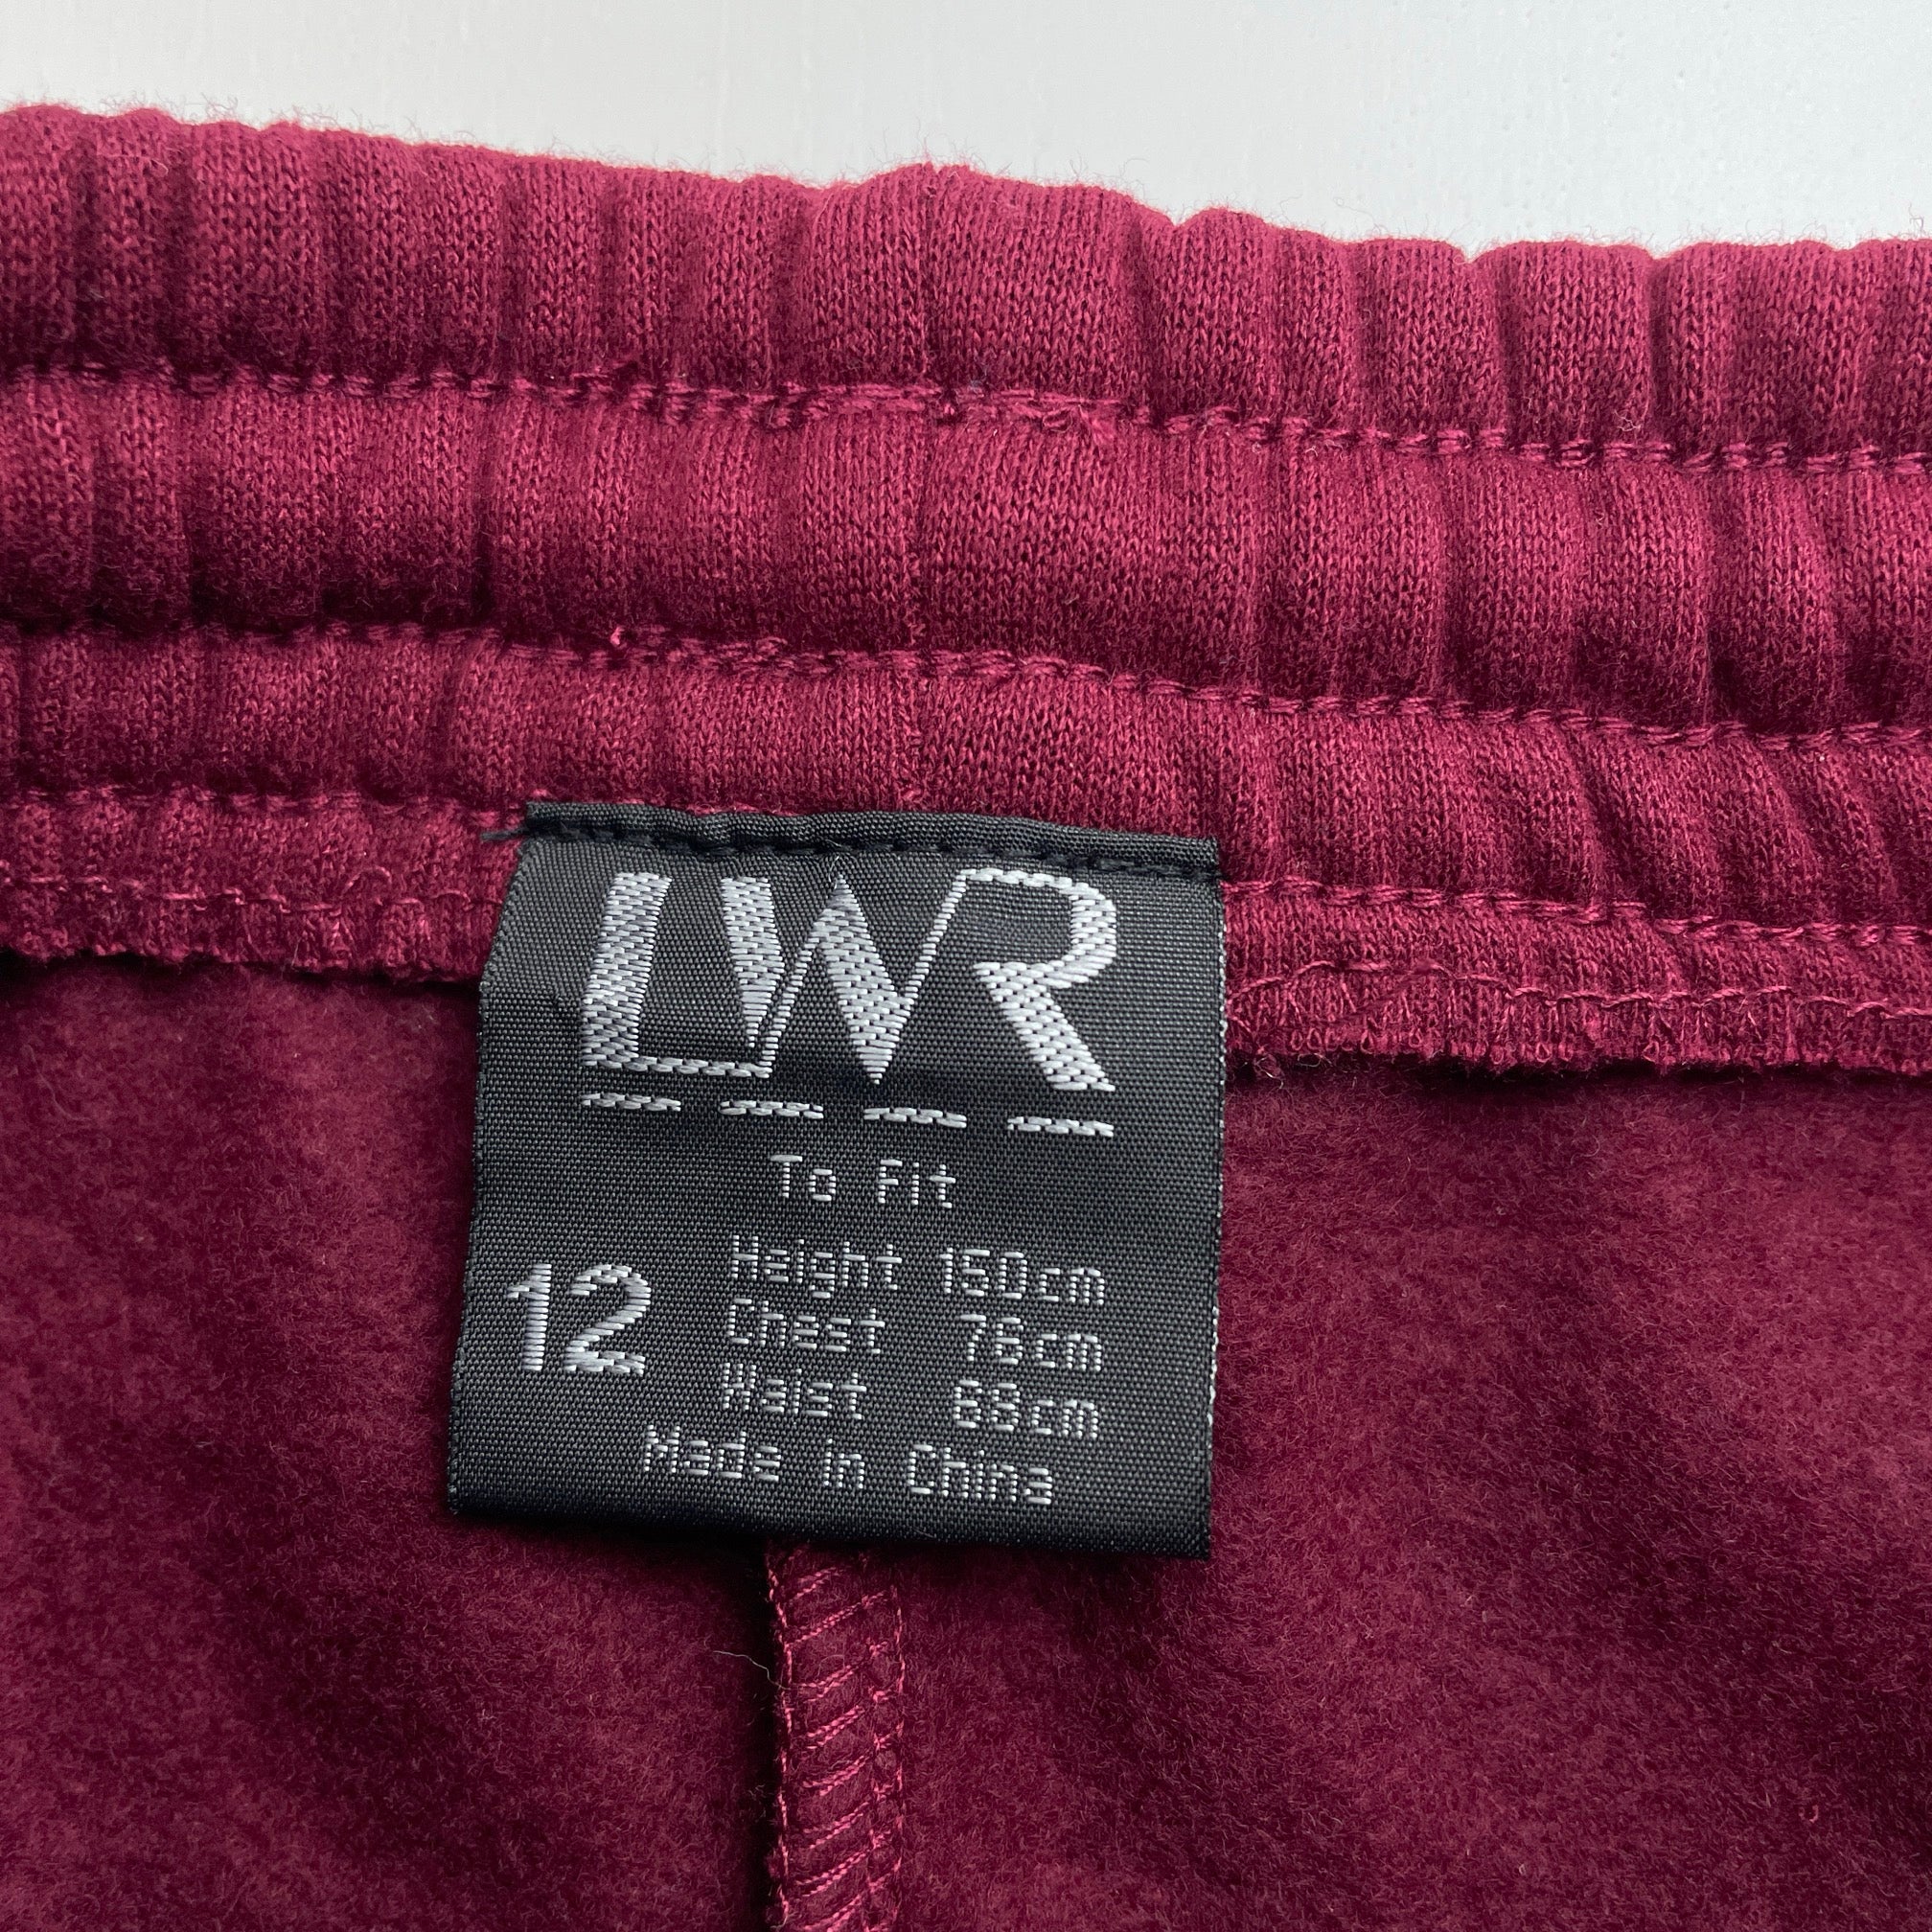 LWR
To Fit
12
Height 150cm
Chest 76cm
Waist 68cm
Made in China